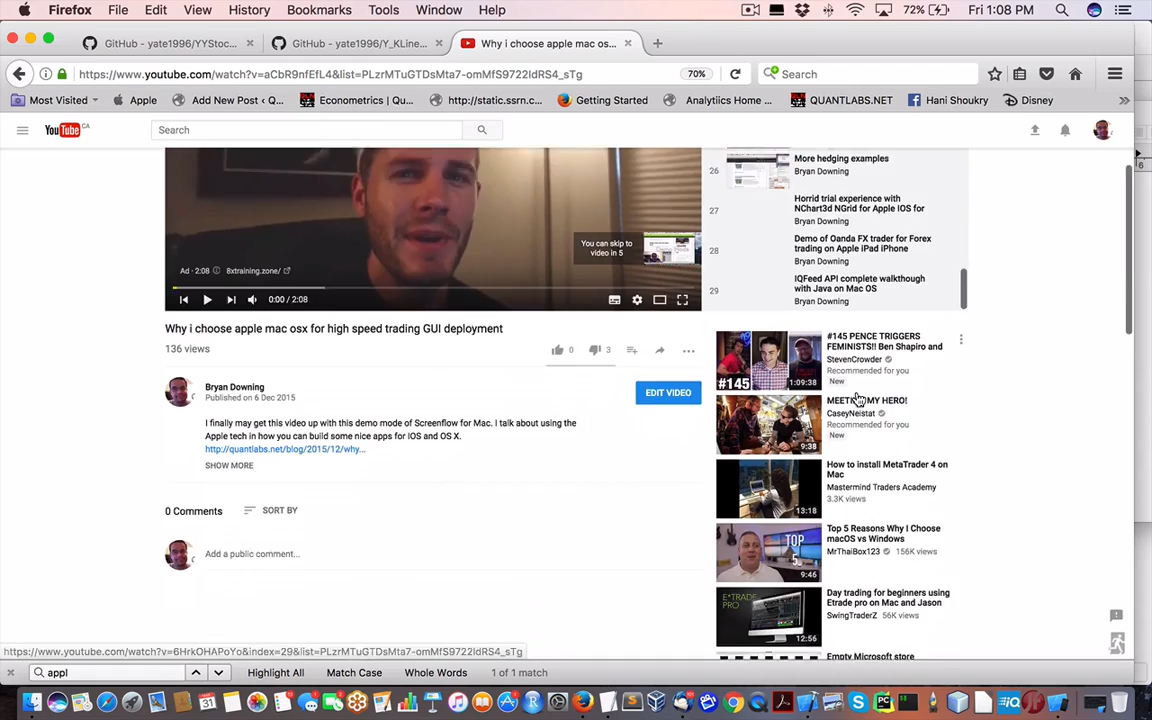 Firefox File Edit View History Bookmarks Tools Window Help 72% Fri 1:08 PM
GitHub - yate1996/YYStoc... GitHub - yate1996/Y_KLine... Why i choose apple mac os...
https://www.youtube.com/watch?v=aCbR9nfEfL4&list=PLzrMTuGTDsMta7-omMfS9722IdRS4_sTg 70% Search
Most Visited Apple Add New Post ‹ Q... Econometrics | Qu... http://static.ssrn.c... Getting Started Analytiics Home ... QUANTLABS.NET Hani Shoukry Disney
YouTube CA Search
26 More hedging examples
Bryan Downing
27 Horrid trial experience with
NChart3D NGrid for Apple IOS for
Bryan Downing
28 Demo of Oanda FX trader for Forex
trading on Apple iPad iPhone
Bryan Downing
29 IQFeed API complete walkthough
with Java on Mac OS
Bryan Downing
You can skip to
video in 5
Ad · 2:08 8xtraining.zone/
0:00 / 2:08
Why i choose apple mac osx for high speed trading GUI deployment
136 views
0 3
Bryan Downing
Published on 6 Dec 2015
EDIT VIDEO
I finally may get this video up with this demo mode of Screenflow for Mac. I talk about using the
Apple tech in how you can build some nice apps for IOS and OS X.
http://quantlabs.net/blog/2015/12/why...
SHOW MORE
0 Comments SORT BY
Add a public comment...
#145 1:09:38
#145 PENCE TRIGGERS
FEMINISTS!! Ben Shapiro and
StevenCrowder
Recommended for you
New
9:38
MEETI MY HERO!
CaseyNeistat
Recommended for you
New
13:18
How to install MetaTrader 4 on
Mac
Mastermind Traders Academy
3.3K views
TOP
5
9:46
Top 5 Reasons Why I Choose
macOS vs Windows
MrThaiBox123 156K views
E*TRADE
PRO
12:56
Day trading for beginners using
Etrade pro on Mac and Jason
SwingTraderZ 56K views
Empty Microsoft store
https://www.youtube.com/watch?v=6HrkOHAPoYo&index=29&list=PLzrMTuGTDsMta7-omMfS9722IdRS4_sTg
appl Highlight All Match Case Whole Words 1 of 1 match